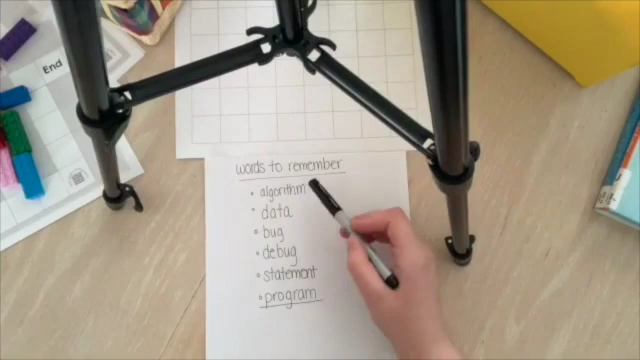 End
words to remember
• algorithm
• data
• bug
• debug
• statement
• program